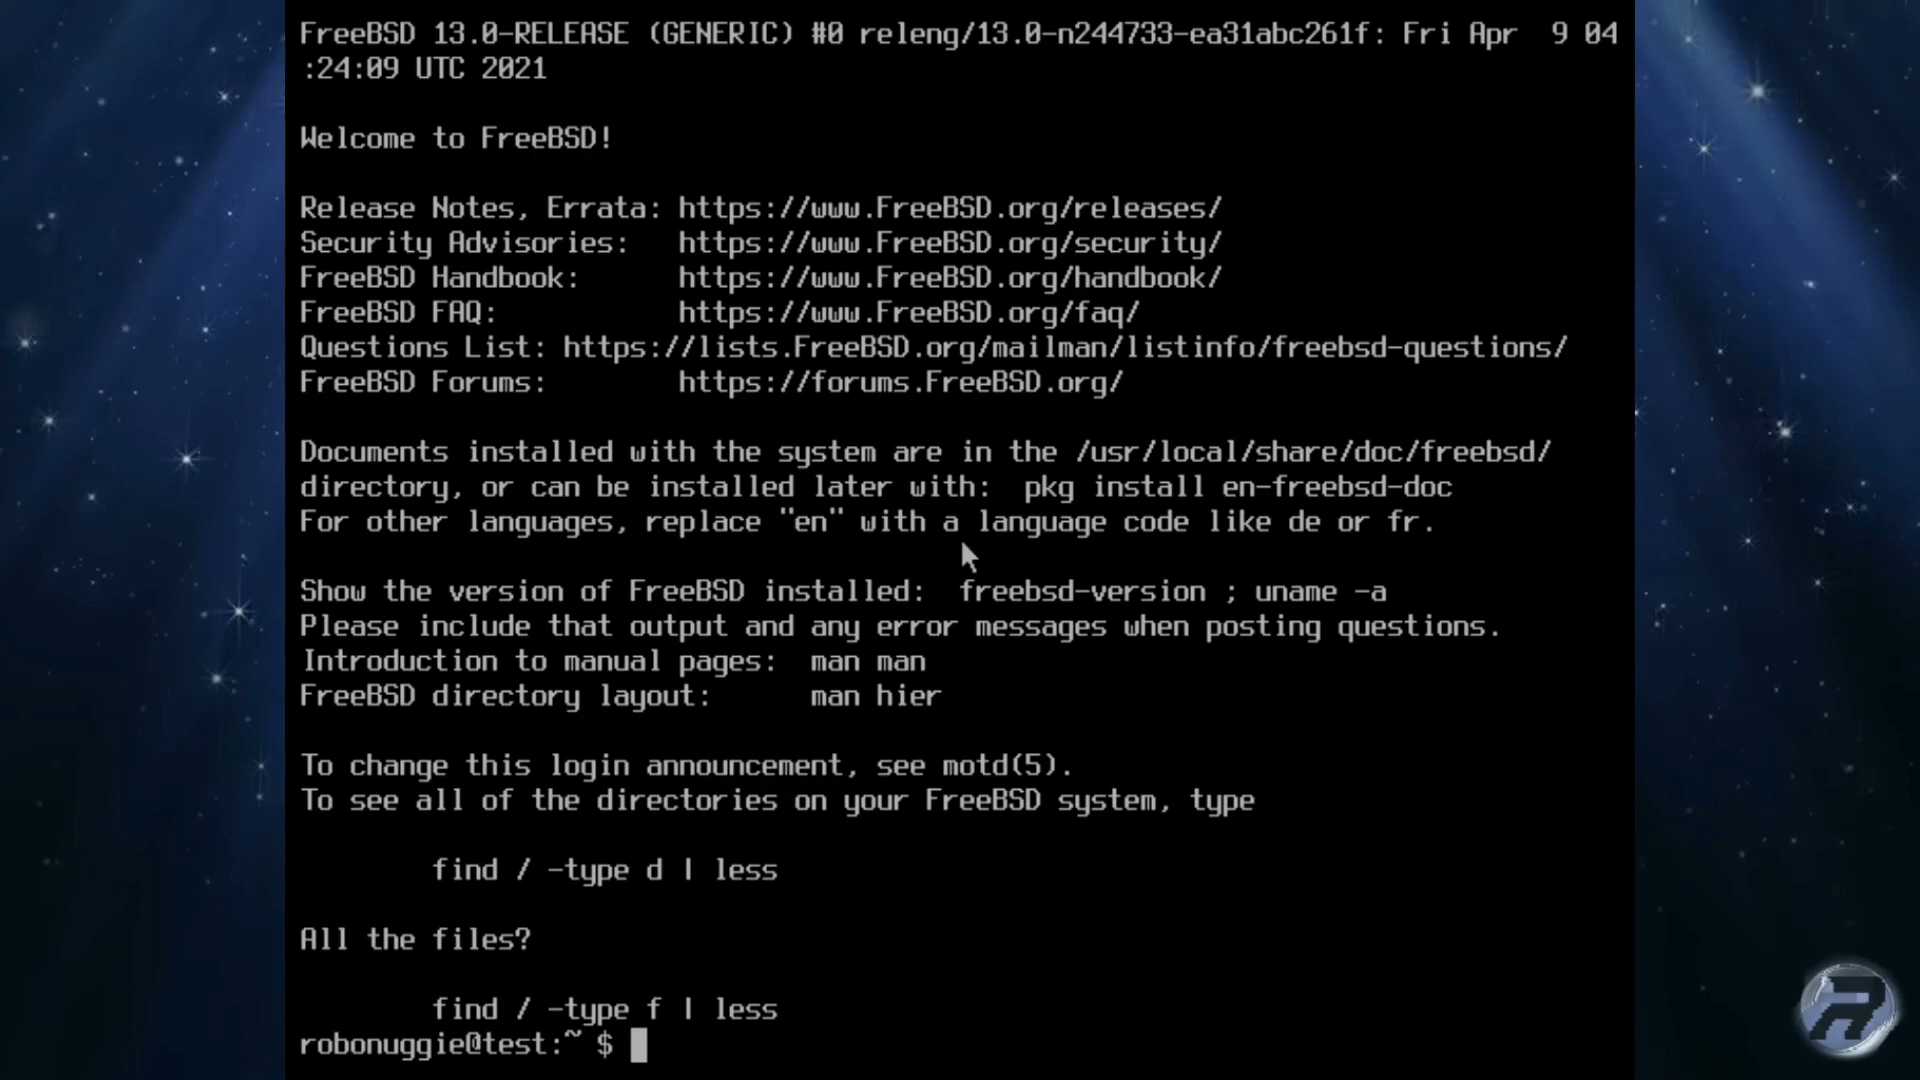 FreeBSD 13.0-RELEASE (GENERIC) #0 releng/13.0-n244733-ea31abc261f: Fri Apr  9 04
:24:09 UTC 2021
Welcome to FreeBSD!
Release Notes, Errata: https://www.FreeBSD.org/releases/
Security Advisories:   https://www.FreeBSD.org/security/
FreeBSD Handbook:      https://www.FreeBSD.org/handbook/
FreeBSD FAQ:           https://www.FreeBSD.org/faq/
Questions List: https://lists.FreeBSD.org/mailman/listinfo/freebsd-questions/
FreeBSD Forums:        https://forums.FreeBSD.org/
Documents installed with the system are in the /usr/local/share/doc/freebsd/
directory, or can be installed later with:  pkg install en-freebsd-doc
For other languages, replace "en" with a language code like de or fr.
Show the version of FreeBSD installed:  freebsd-version ; uname -a
Please include that output and any error messages when posting questions.
Introduction to manual pages:  man man
FreeBSD directory layout:      man hier
To change this login announcement, see motd(5).
To see all of the directories on your FreeBSD system, type
find / -type d | less
All the files?
find / -type f | less
robonuggie@test:~ $
R